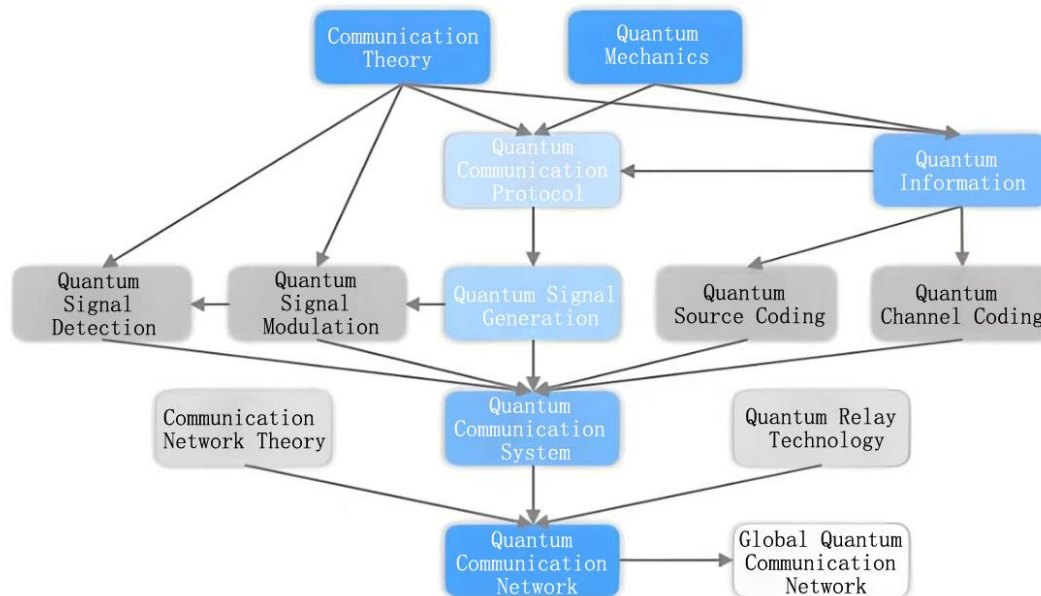 Communication
Theory
Quantum
Mechanics
Quantum
Communication
Protocol
Quantum
Information
Quantum
Signal
Detection
Quantum
Signal
Modulation
Quantum Signal
Generation
Quantum
Source Coding
Quantum
Channel Coding
Communication
Network Theory
Quantum
Communication
System
Quantum Relay
Technology
Quantum
Communication
Network
Global Quantum
Communication
Network